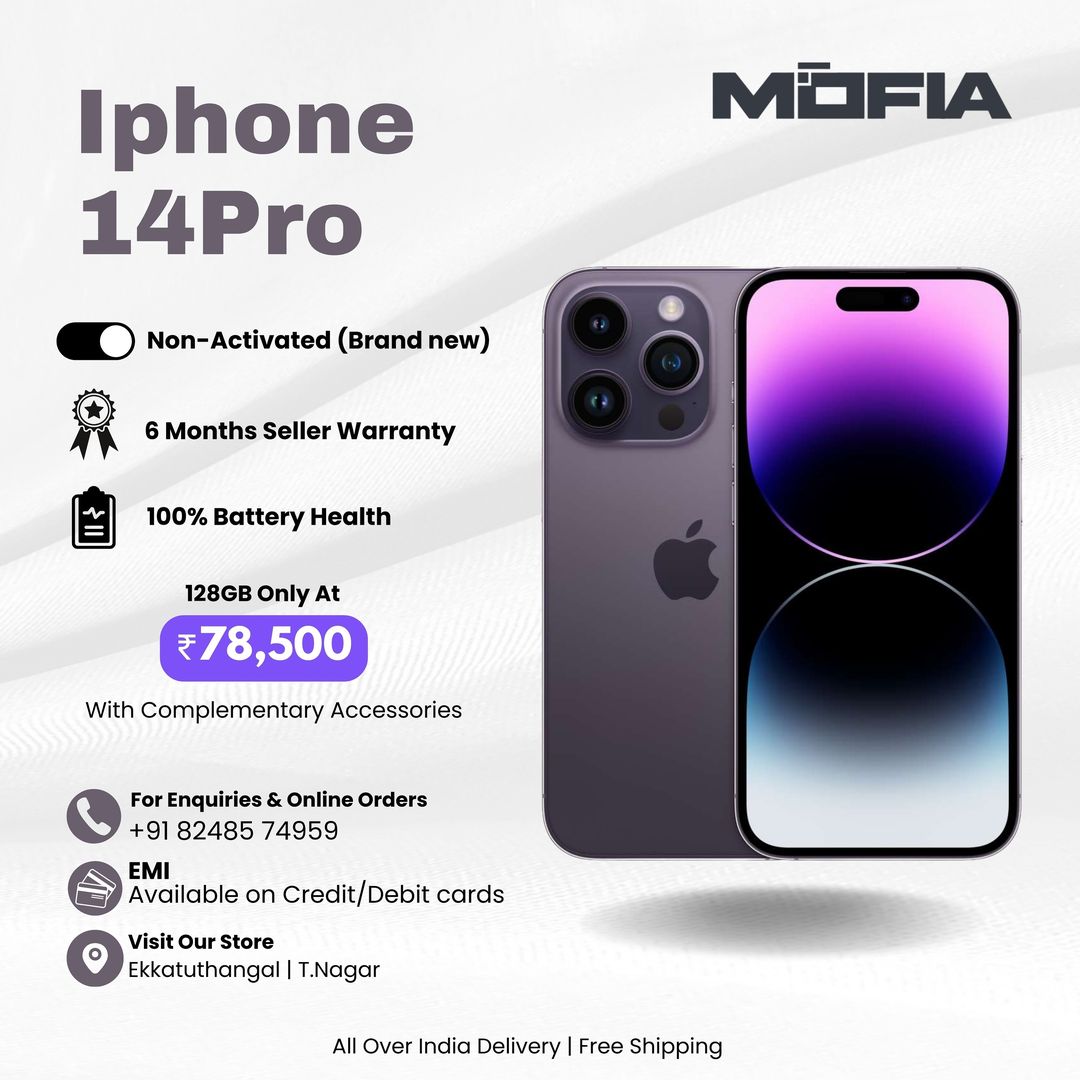 MOFIA
Iphone
14Pro
Non-Activated (Brand new)
6 Months Seller Warranty
100% Battery Health
128GB Only At
₹78,500
With Complementary Accessories
For Enquiries & Online Orders
+91 82485 74959
EMI
Available on Credit/Debit cards
Visit Our Store
Ekkatuthangal | T.Nagar
All Over India Delivery | Free Shipping